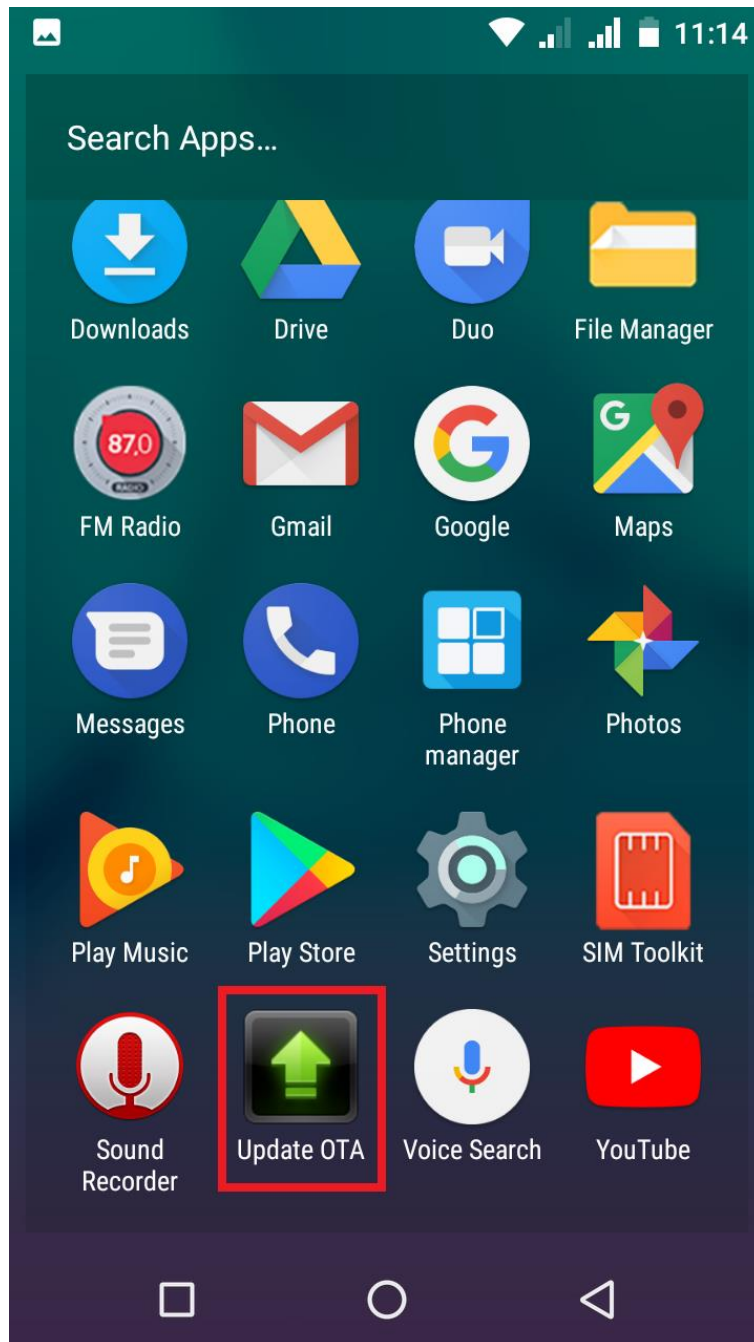 11:14
Search Apps...
Downloads
Drive
Duo
File Manager
87,0
RADIO
G
FM Radio
Gmail
Google
Maps
Messages
Phone
Phone
manager
Photos
Play Music
Play Store
Settings
SIM Toolkit
Sound
Recorder
Update OTA
Voice Search
YouTube